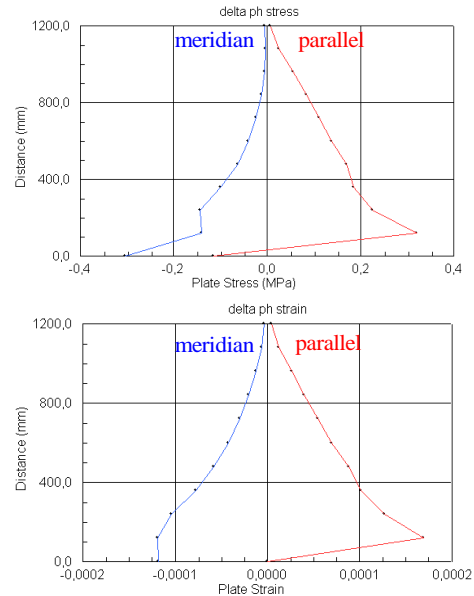 delta ph stress
1200,0
meridian parallel
800,0
Distance (mm)
400,0
0,0
-0,4 -0,2 0,0 0,2 0,4
Plate Stress (MPa)
delta ph strain
1200,0
meridian parallel
800,0
Distance (mm)
400,0
0,0
-0,0002 -0,0001 0,0000 0,0001 0,0002
Plate Strain